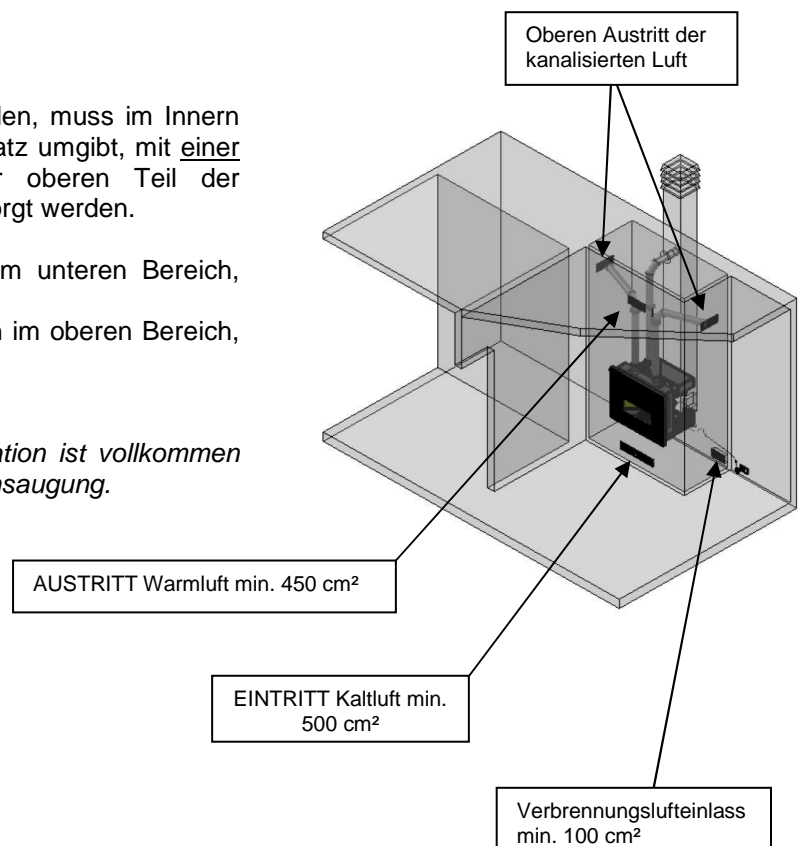 Oberen Austritt der
kanalisierten Luft
den, muss im Innern
atz umgibt, mit einer
r oberen Teil der
orgt werden.
m unteren Bereich,
n im oberen Bereich,
ation ist vollkommen
nsaugung.
AUSTRITT Warmluft min. 450 cm²
EINTRITT Kaltluft min.
500 cm²
Verbrennungslufteinlass
min. 100 cm²